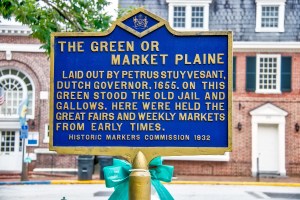 THE GREEN OR
MARKET PLAINE
LAID OUT BY PETRUS STUYVESANT,
DUTCH GOVERNOR, 1655. ON THIS
GREEN STOOD THE OLD JAIL AND
GALLOWS. HERE WERE HELD THE
GREAT FAIRS AND WEEKLY MARKETS
FROM EARLY TIMES.
HISTORIC MARKERS COMMISSION 1932